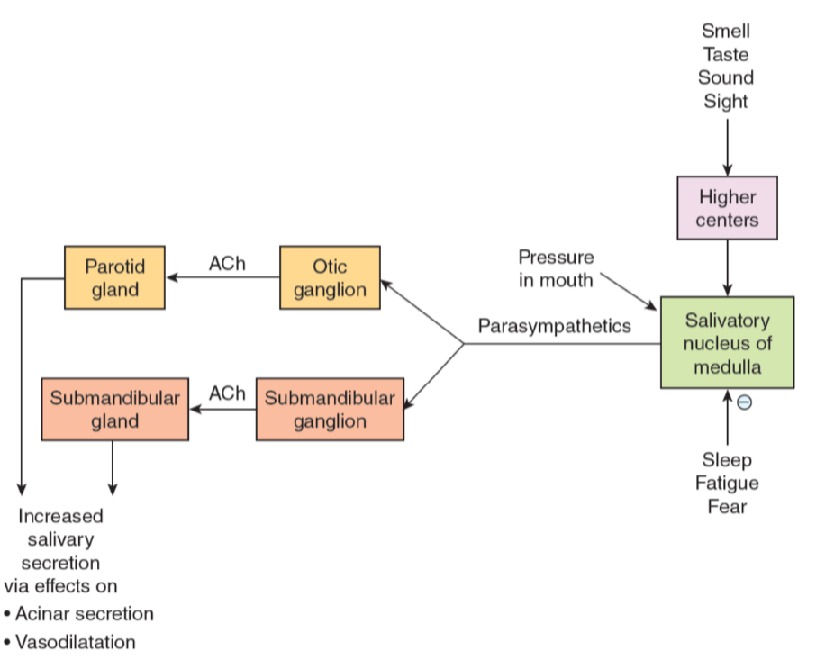 Smell
Taste
Sound
Sight
Higher
centers
Pressure
in mouth
Salivatory
nucleus of
medulla
Parasympathetics
Otic
ganglion
ACh
Parotid
gland
Submandibular
ganglion
ACh
Submandibular
gland
⊖
Sleep
Fatigue
Fear
Increased
salivary
secretion
via effects on
• Acinar secretion
• Vasodilatation